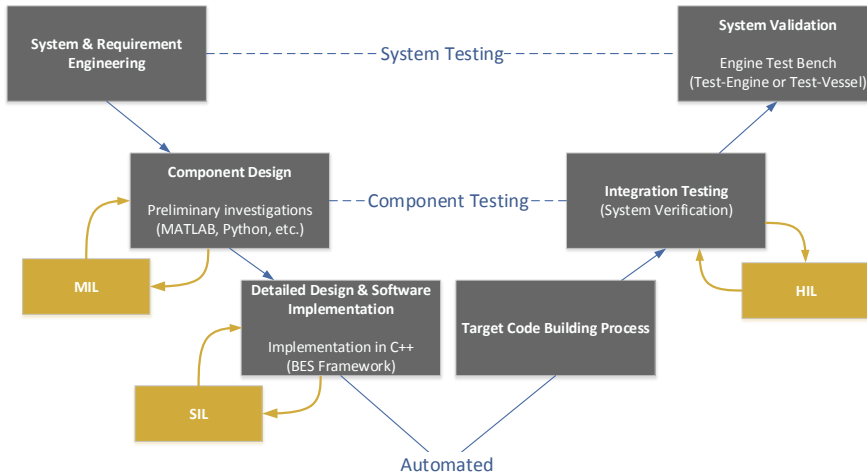 System & Requirement
Engineering
System Testing
System Validation
Engine Test Bench
(Test-Engine or Test-Vessel)
Component Design
Preliminary investigations
(MATLAB, Python, etc.)
Component Testing
Integration Testing
(System Verification)
MIL
Detailed Design & Software
Implementation
Implementation in C++
(BES Framework)
Target Code Building Process
HIL
SIL
Automated